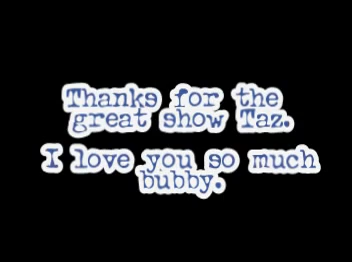 Thanks for the
great show Taz.
I love you so much
bubby.